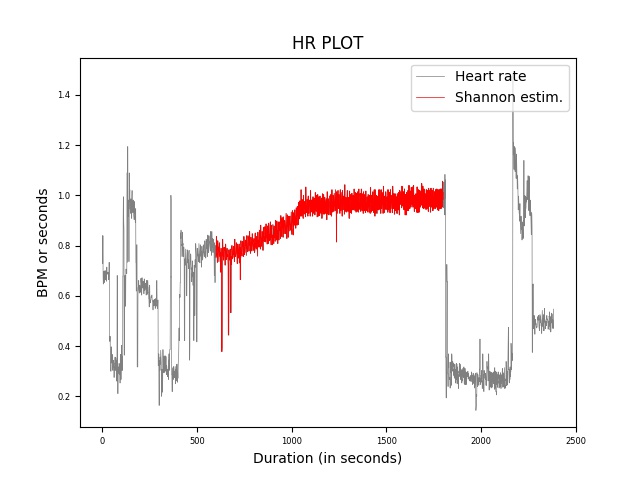 HR PLOT
Heart rate
Shannon estim.
BPM or seconds
1.4
1.2
1.0
0.8
0.6
0.4
0.2
0
500
1000
1500
2000
2500
Duration (in seconds)